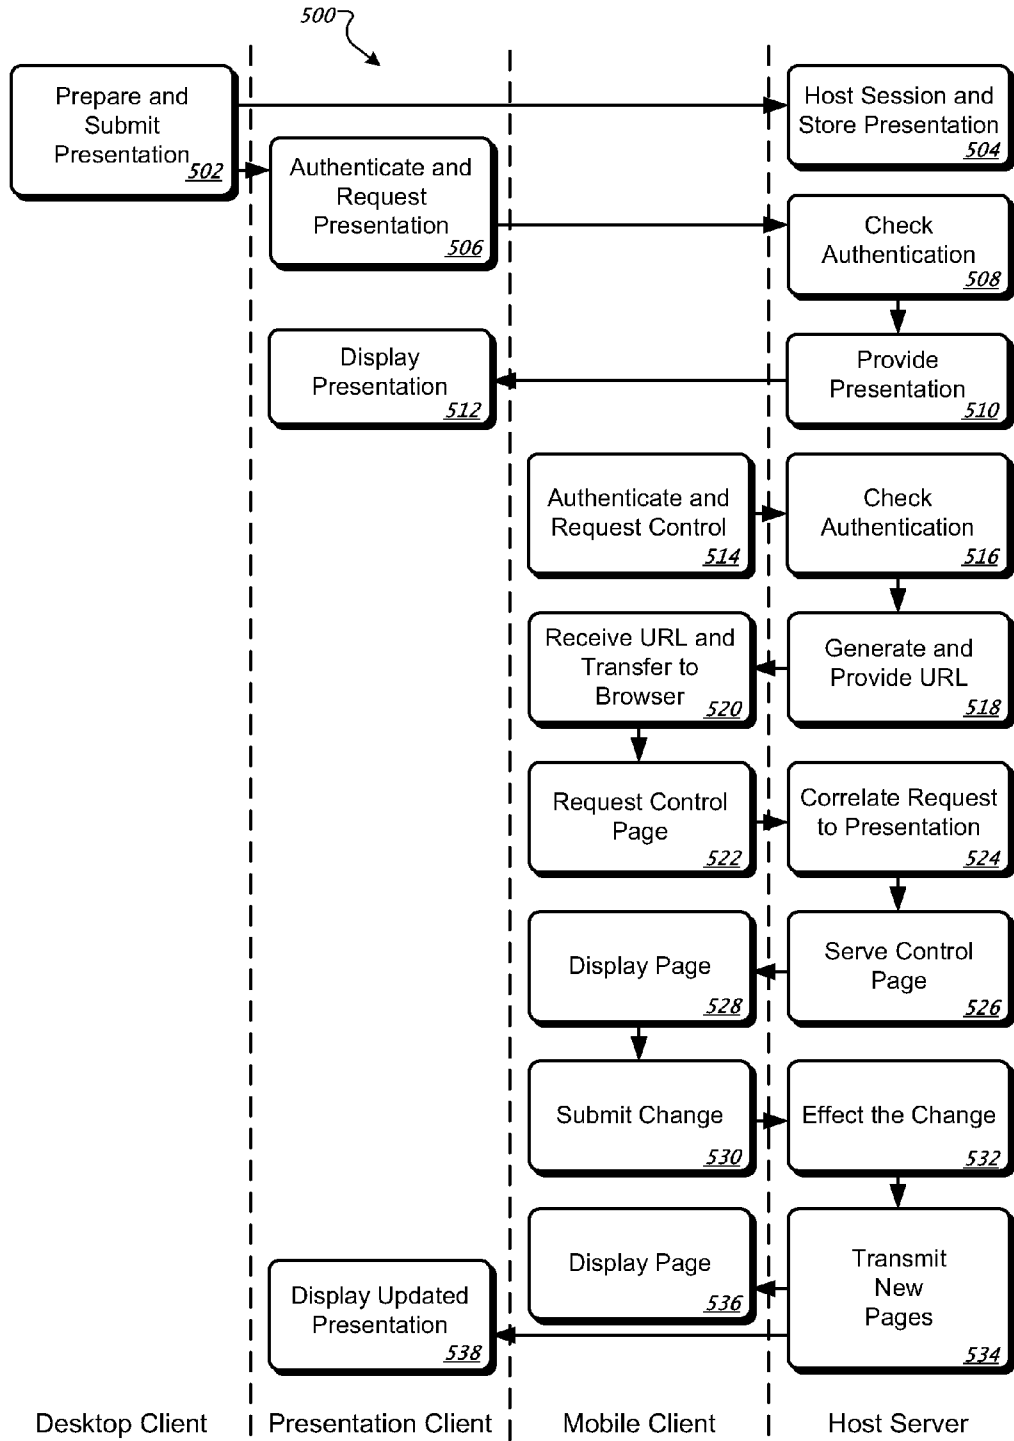 500
Prepare and
Submit
Presentation
502
Host Session and
Store Presentation
504
Authenticate and
Request
Presentation
506
Check
Authentication
508
Display
Presentation
512
Provide
Presentation
510
Authenticate and
Request Control
514
Check
Authentication
516
Receive URL and
Transfer to
Browser
520
Generate and
Provide URL
518
Request Control
Page
522
Correlate Request
to Presentation
524
Display Page
528
Serve Control
Page
526
Submit Change
530
Effect the Change
532
Display Page
536
Transmit
New
Pages
534
Display Updated
Presentation
538
Desktop Client
Presentation Client
Mobile Client
Host Server